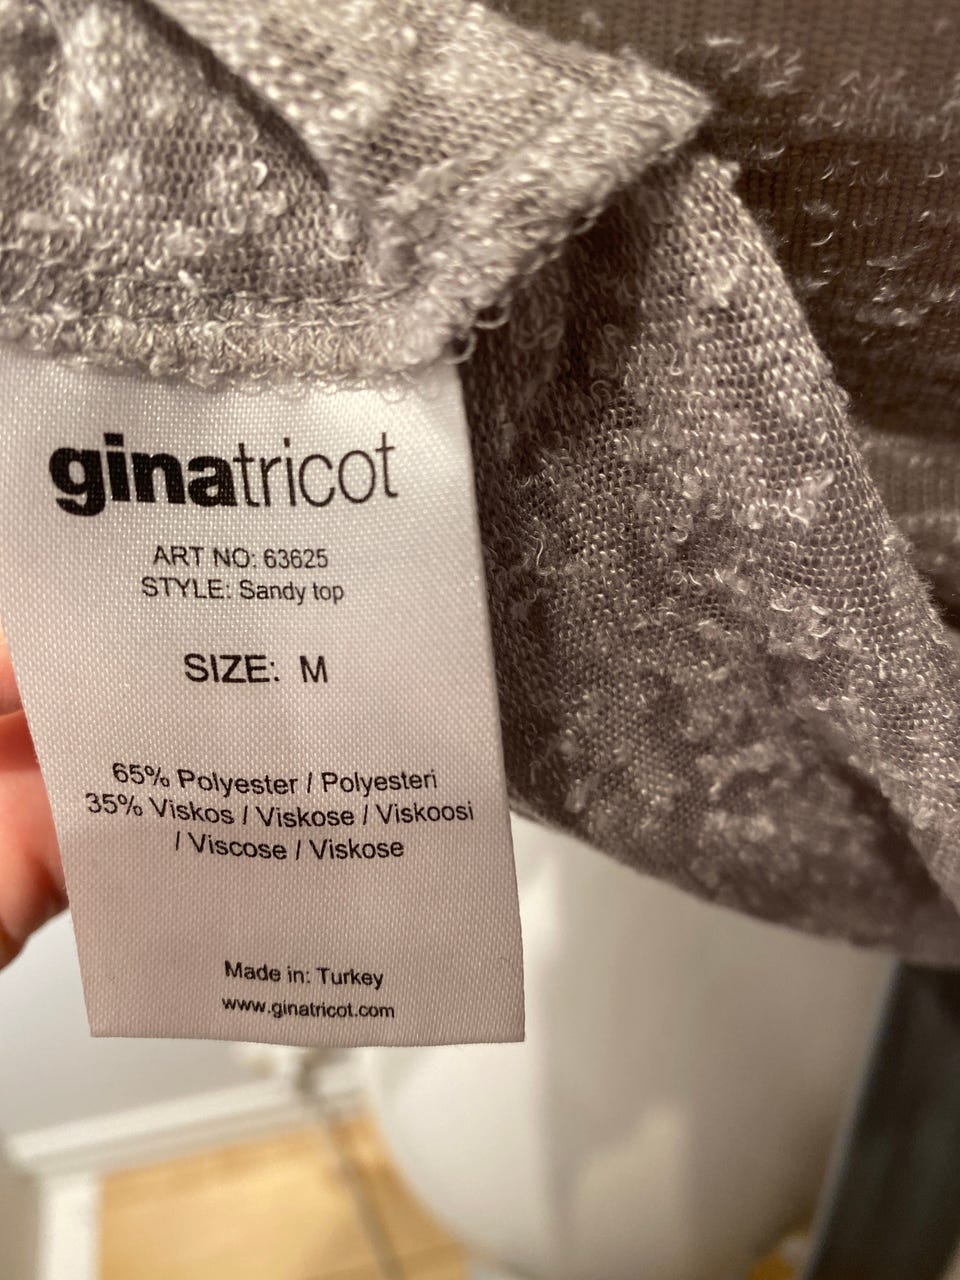 ginatricot
ART NO: 63625
STYLE: Sandy top
SIZE: M
65% Polyester / Polyesteri
35% Viskos / Viskose / Viskoosi
/ Viscose / Viskose
Made in: Turkey
www.ginatricot.com